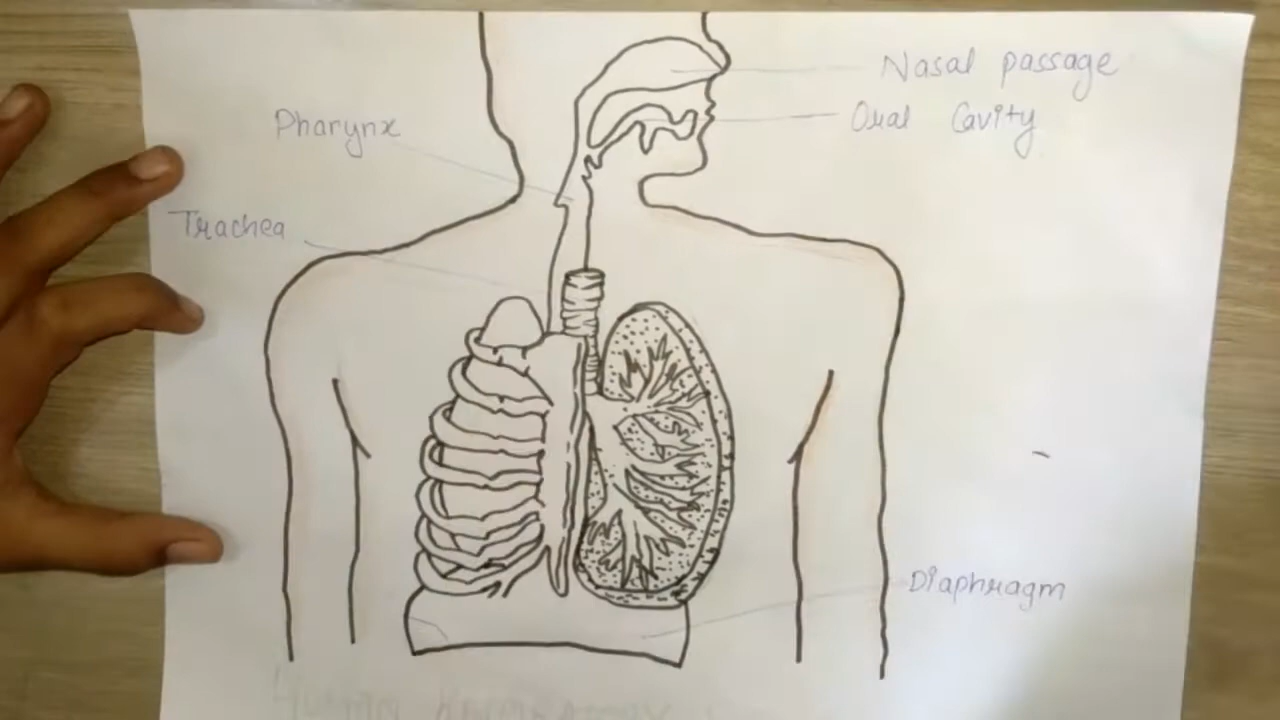 Nasal passage
Oral Cavity
Pharynx
Trachea
Diaphragm